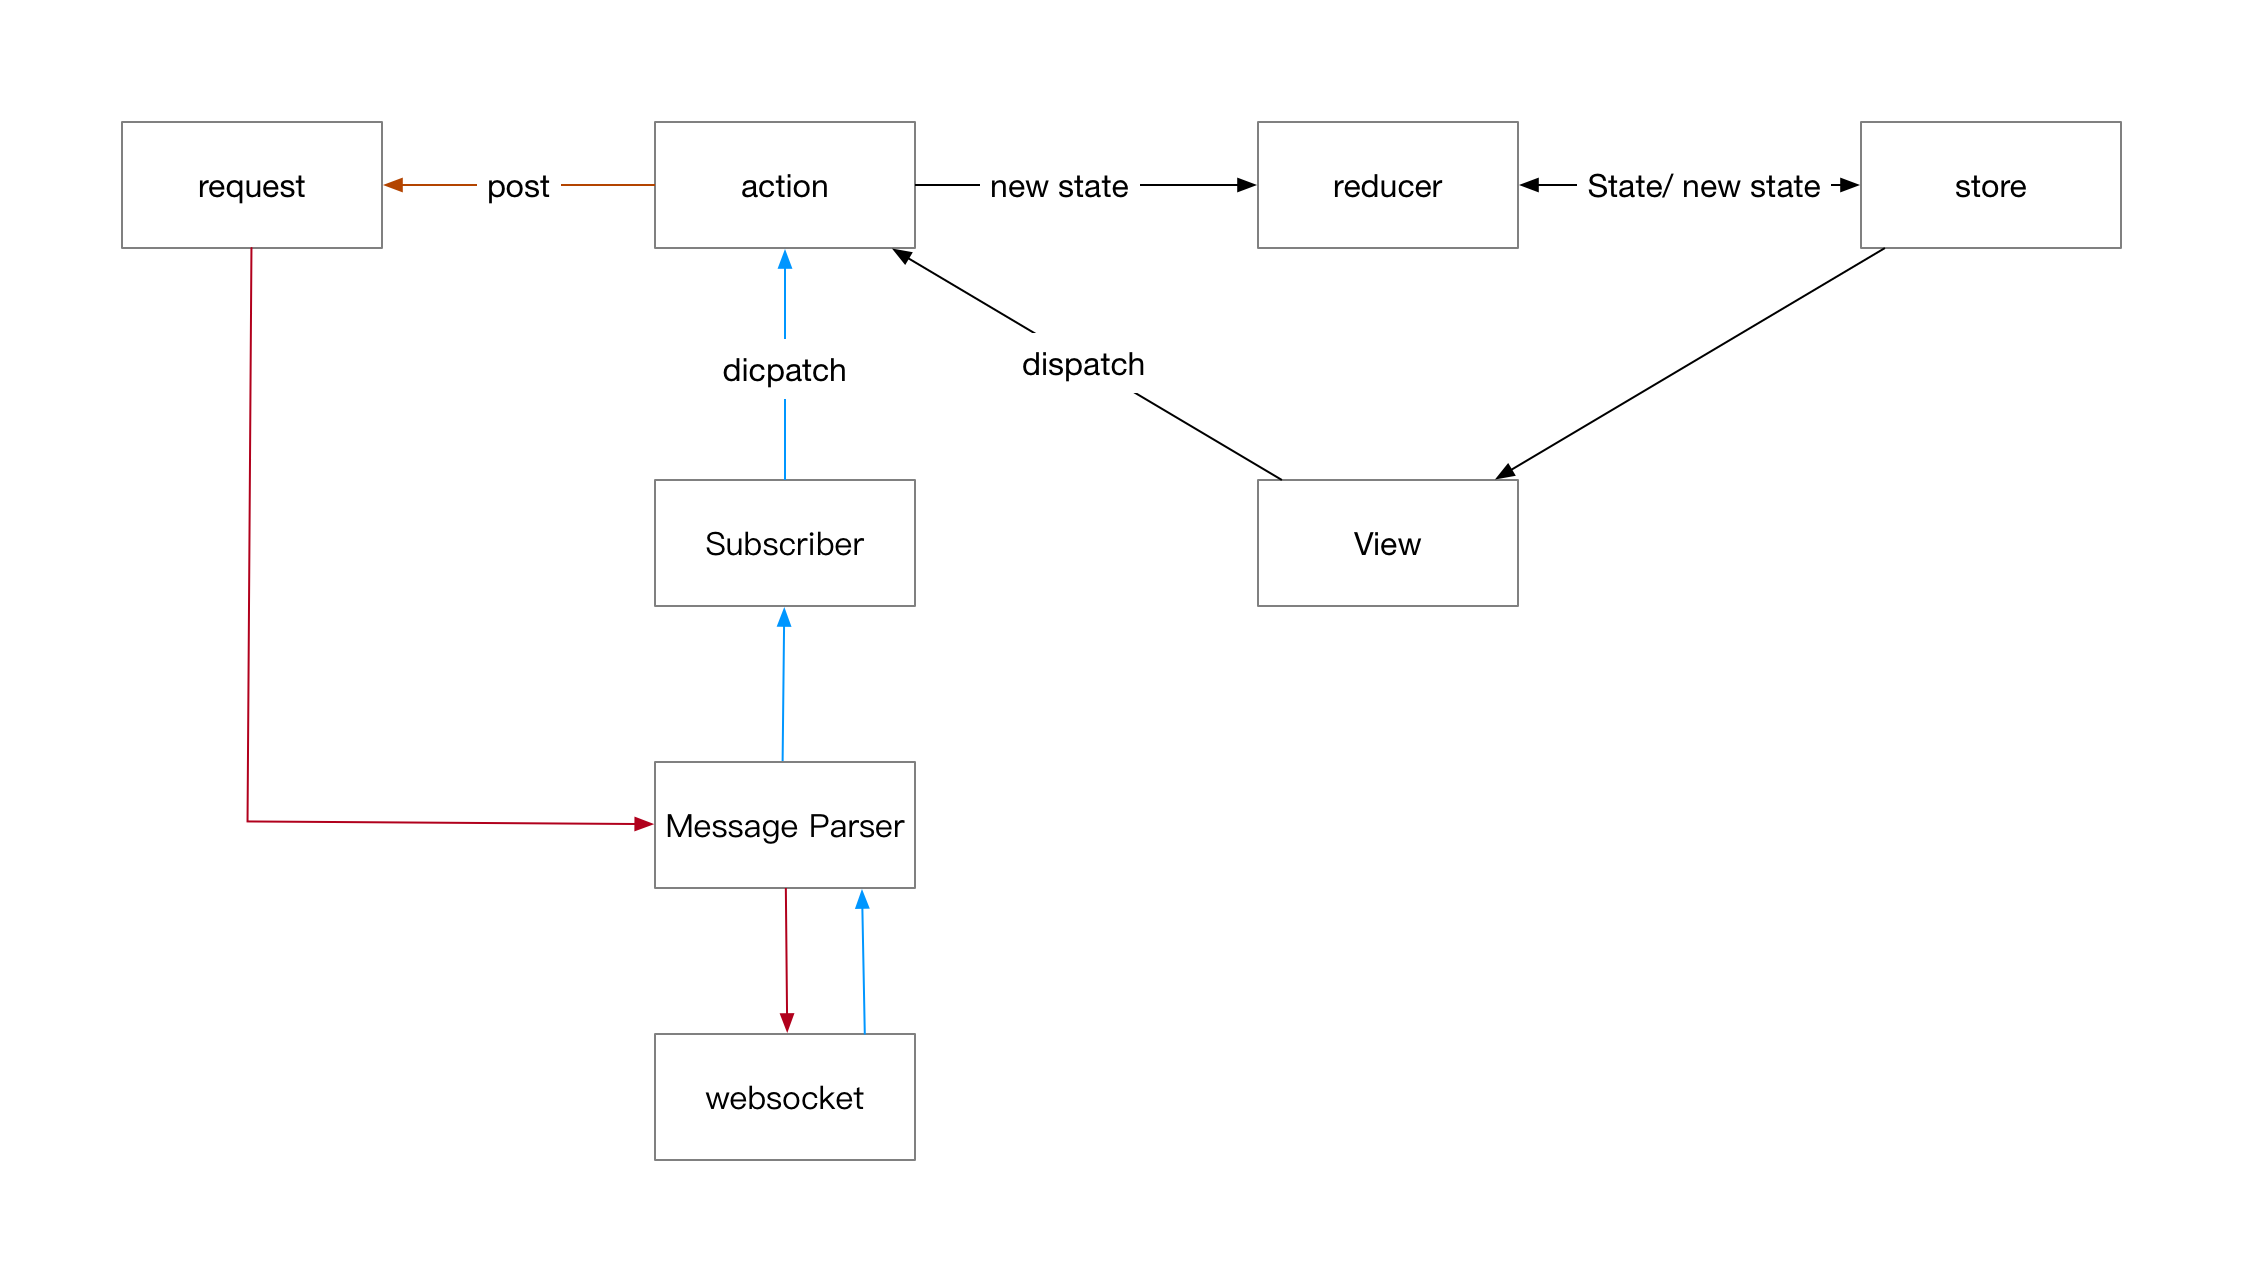 request
post
action
new state
reducer
State/ new state
store
dicpatch
dispatch
Subscriber
View
Message Parser
websocket